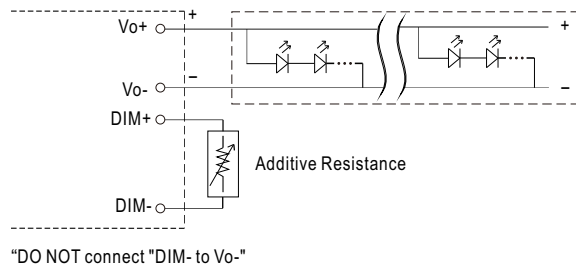 Vo+
+
+
Vo-
−
−
DIM+
Additive Resistance
DIM-
“DO NOT connect "DIM- to Vo-"